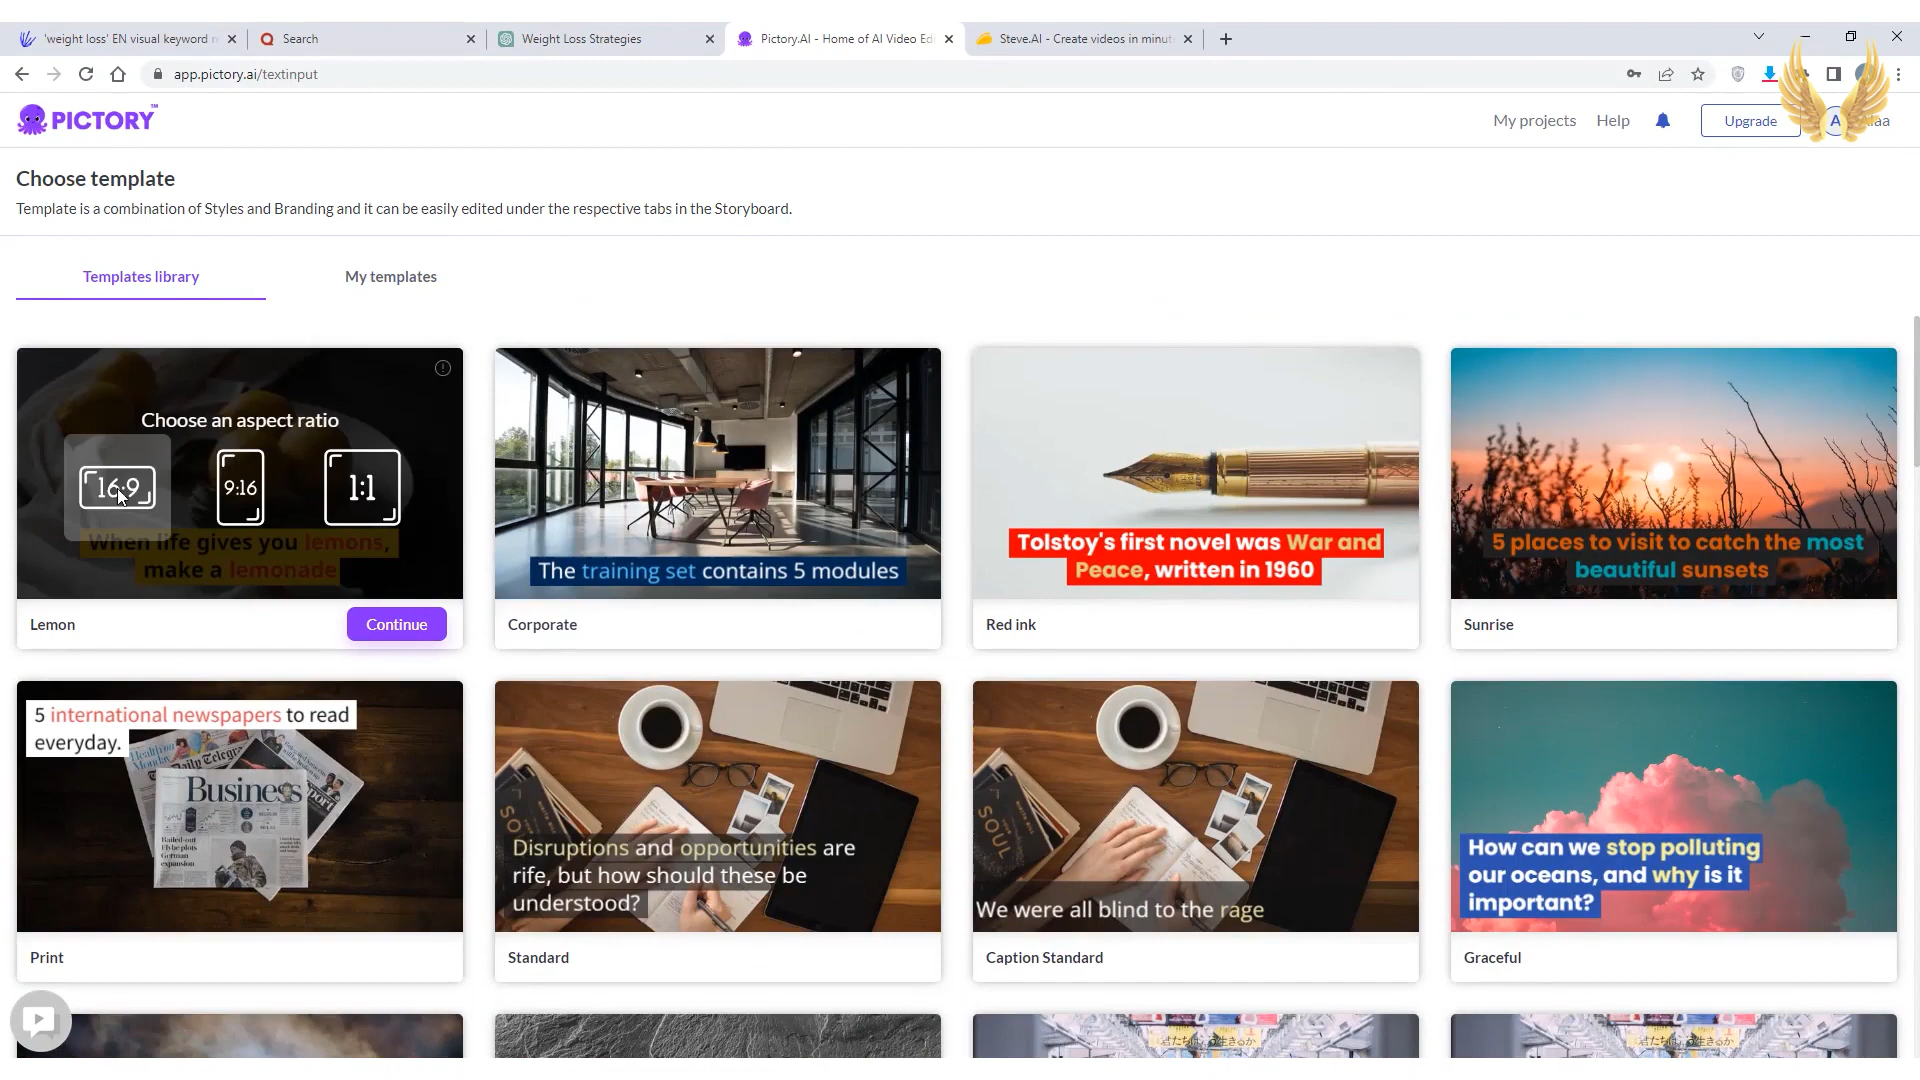 'weight loss' EN visual keyword
Search
Weight Loss Strategies
Pictory.AI - Home of AI Video Ed
Steve.AI - Create videos in minut
app.pictory.ai/textinput
PICTORY™
My projects
Help
Upgrade
A
Choose template
Template is a combination of Styles and Branding and it can be easily edited under the respective tabs in the Storyboard.
Templates library
My templates
Choose an aspect ratio
16:9
9:16
1:1
When life gives you lemons,
make a lemonade
Lemon
Continue
The training set contains 5 modules
Corporate
Tolstoy's first novel was War and
Peace, written in 1960
Red ink
5 places to visit to catch the most
beautiful sunsets
Sunrise
5 international newspapers to read
everyday.
Business
Print
SOUL
Disruptions and opportunities are
rife, but how should these be
understood?
Standard
SOUL
We were all blind to the rage
Caption Standard
How can we stop polluting
our oceans, and why is it
important?
Graceful